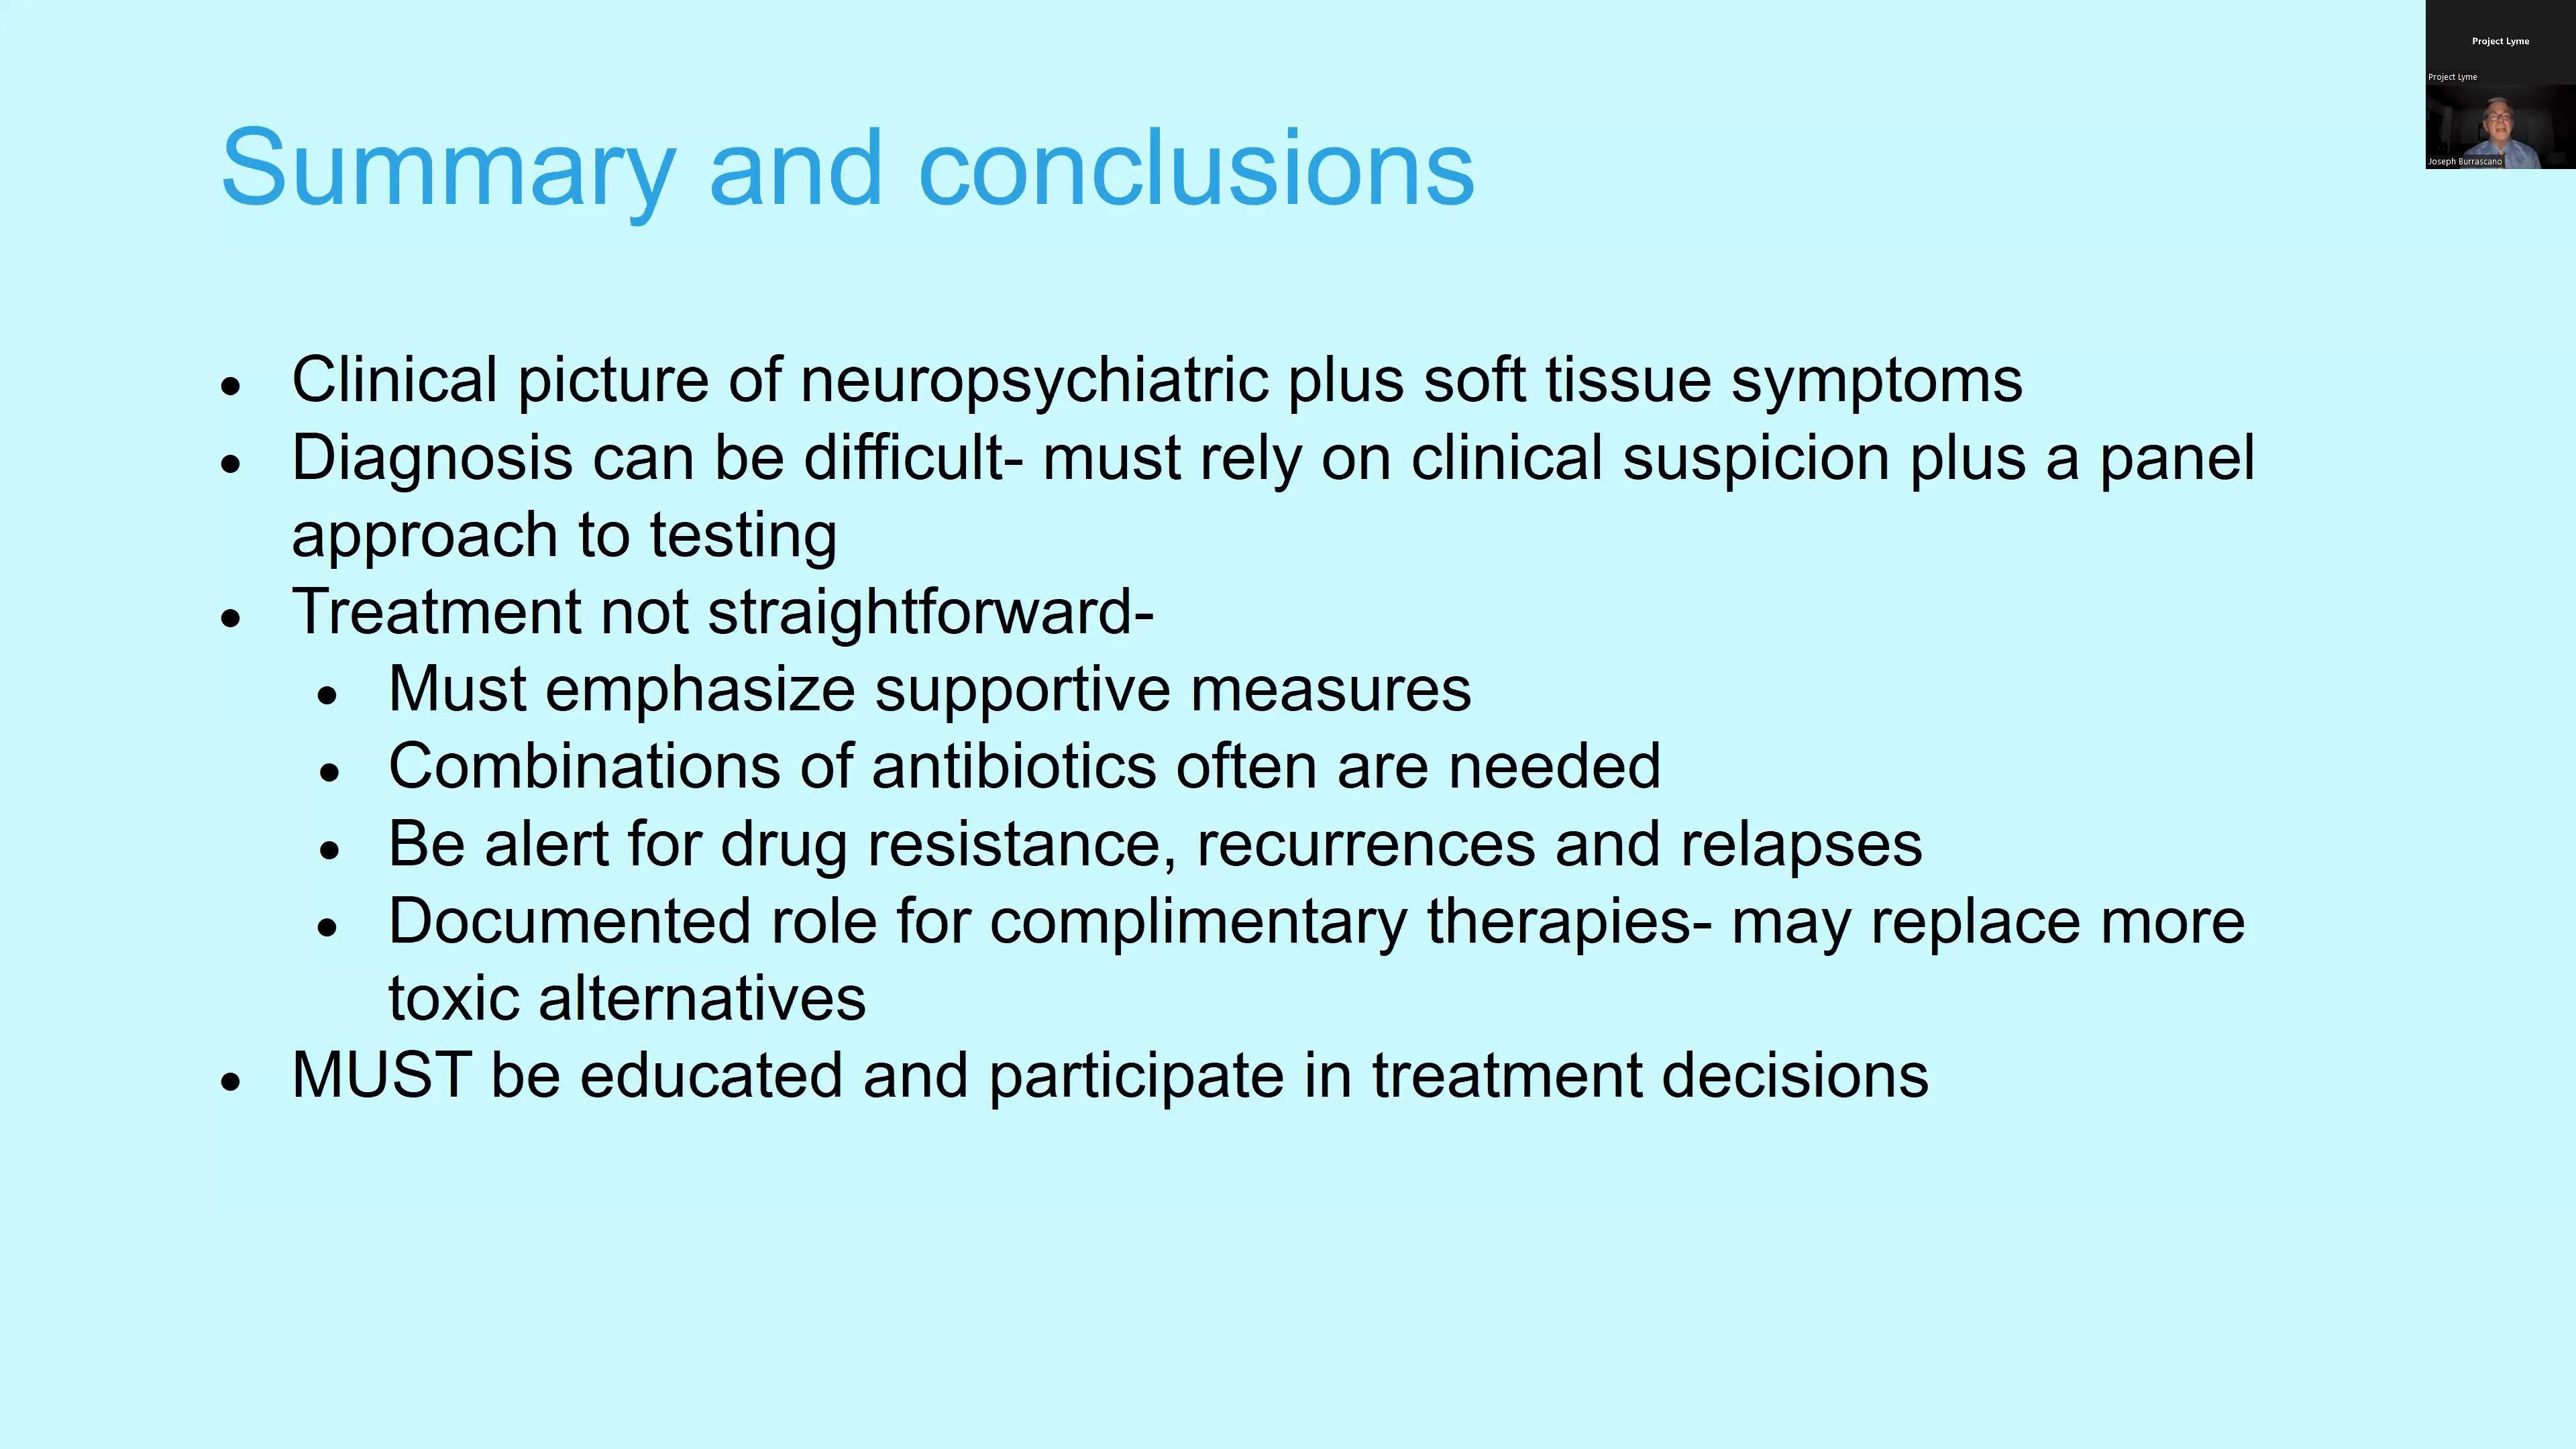 Project Lyme
Project Lyme
Joseph Burrascano
Summary and conclusions
• Clinical picture of neuropsychiatric plus soft tissue symptoms
• Diagnosis can be difficult- must rely on clinical suspicion plus a panel
approach to testing
• Treatment not straightforward-
• Must emphasize supportive measures
• Combinations of antibiotics often are needed
• Be alert for drug resistance, recurrences and relapses
• Documented role for complimentary therapies- may replace more
toxic alternatives
• MUST be educated and participate in treatment decisions